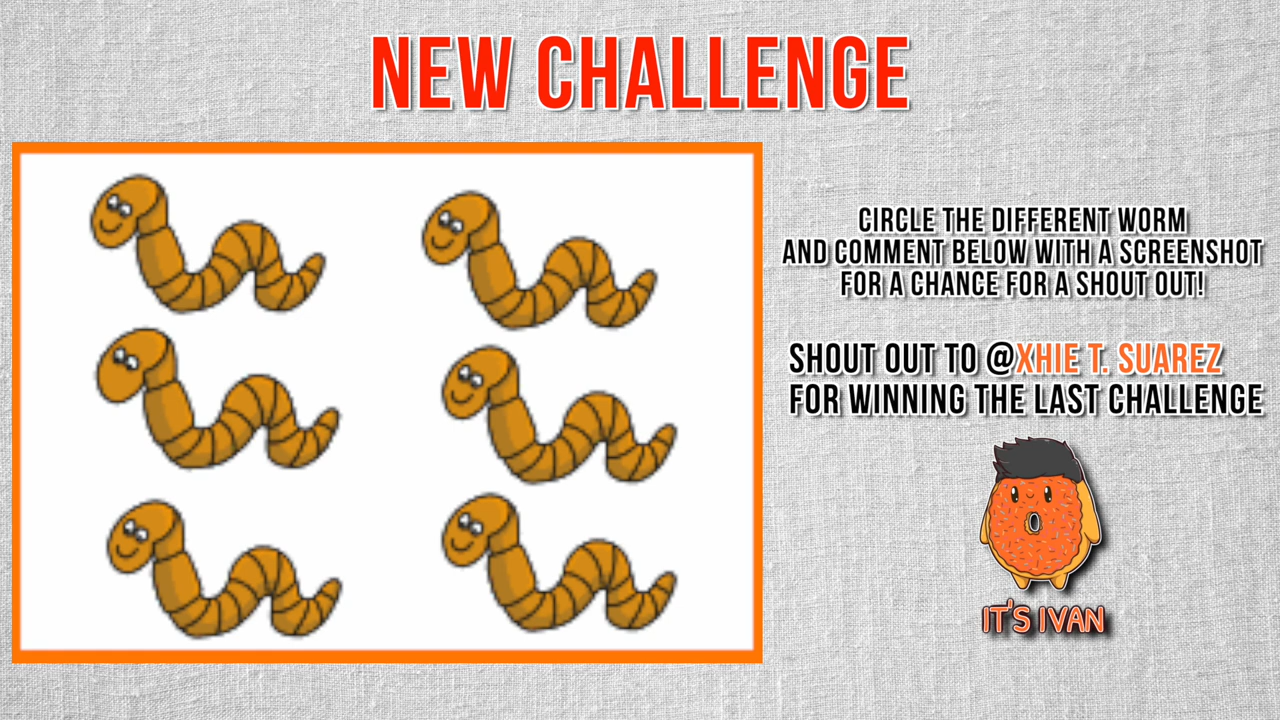 NEW CHALLENGE
CIRCLE THE DIFFERENT WORM
AND COMMENT BELOW WITH A SCREENSHOT
FOR A CHANCE FOR A SHOUT OUT!
SHOUT OUT TO @XHIE T. SUAREZ
FOR WINNING THE LAST CHALLENGE
IT'S IVAN